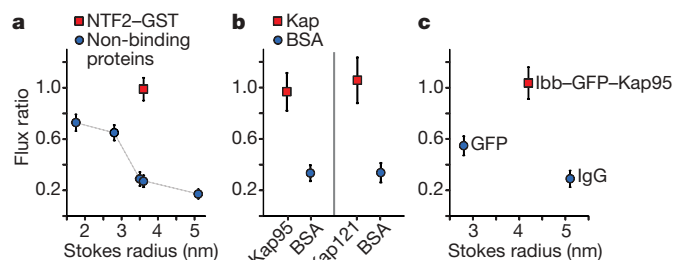 a
NTF2–GST
Non-binding
proteins
Flux ratio
1.0
0.6
0.2
2 3 4 5
Stokes radius (nm)
b
Kap
BSA
1.0
0.6
0.2
Kap95
BSA
Kap121
BSA
c
1.0
0.6
0.2
Ibb–GFP–Kap95
GFP
IgG
3 4 5
Stokes radius (nm)